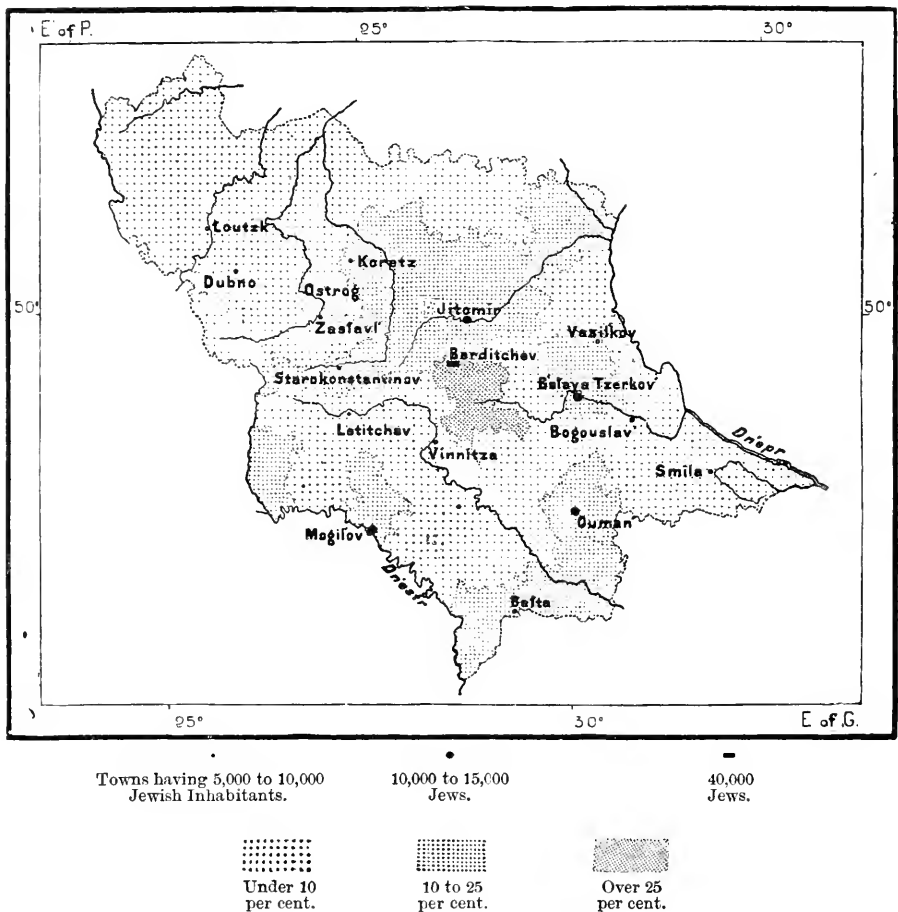 E. of P.
25°
30°
Loutzk
Koretz
Dubno
Ostrog
50°
50°
Jitomir
Zaslavl
Vasilkov
Barditchev
Starokonstantinov
Bielaya Tzerkov
Letitchev
Bogouslav
Dniepr
Vinnitza
Smila
Ouman
Mogilov
Dniestr
Balta
25°
30°
E. of G.
Towns having 5,000 to 10,000
Jewish Inhabitants.
10,000 to 15,000
Jews.
40,000
Jews.
Under 10
per cent.
10 to 25
per cent.
Over 25
per cent.